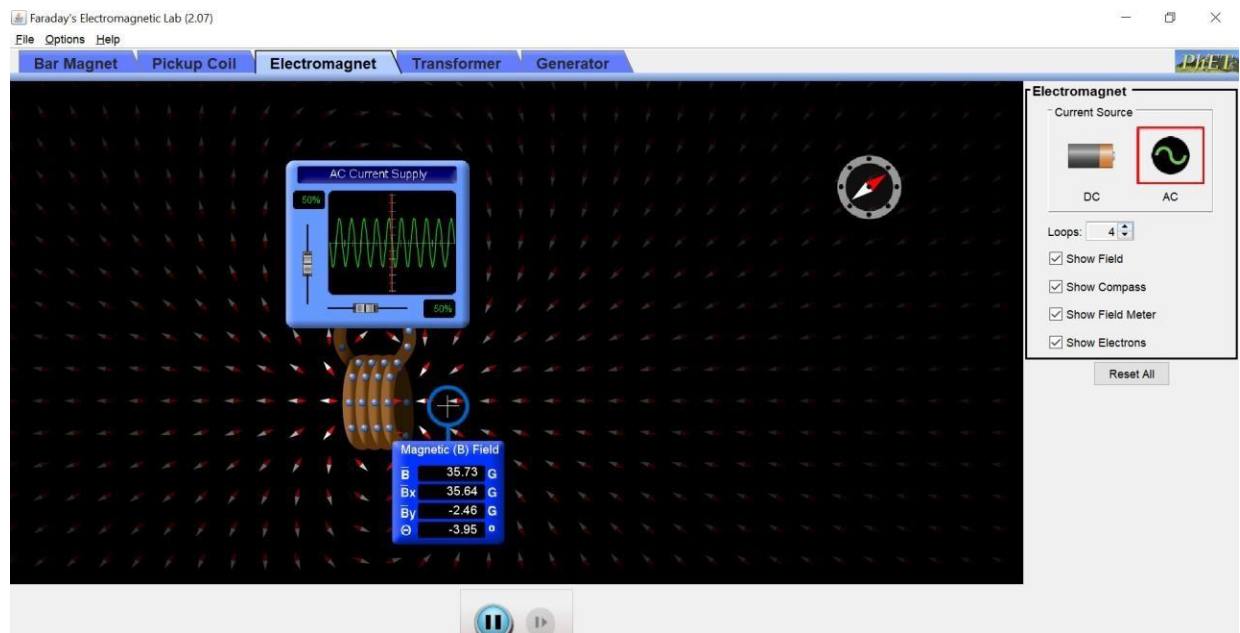 Faraday's Electromagnetic Lab (2.07)
File Options Help
Bar Magnet Pickup Coil Electromagnet Transformer Generator
PhET
Electromagnet
Current Source
DC AC
Loops: 4
Show Field
Show Compass
Show Field Meter
Show Electrons
Reset All
AC Current Supply
50%
50%
Magnetic (B) Field
B 35.73 G
Bx 35.64 G
By -2.46 G
Θ -3.95 º